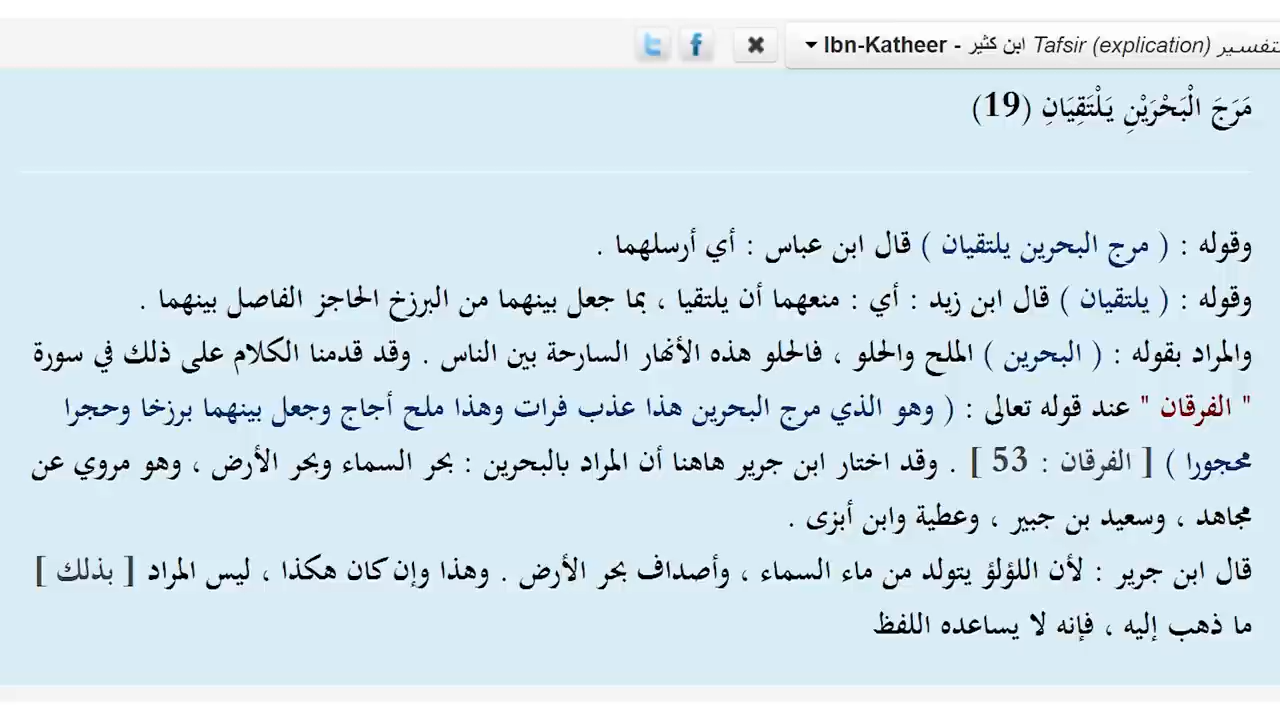 تفسير Tafsir (explication) ابن كثير - Ibn-Katheer
مَرَجَ الْبَحْرَيْنِ يَلْتَقِيَانِ (19)
وقوله : ( مرج البحرين يلتقيان ) قال ابن عباس : أي أرسلهما .
وقوله : ( يلتقيان ) قال ابن زيد : أي : منعهما أن يلتقيا ، بما جعل بينهما من البرزخ الحاجز الفاصل بينهما .
والمراد بقوله : ( البحرين ) الملح والحلو ، فالحلو هذه الأنهار السارحة بين الناس . وقد قدمنا الكلام على ذلك في سورة
" الفرقان " عند قوله تعالى : ( وهو الذي مرج البحرين هذا عذب فرات وهذا ملح أجاج وجعل بينهما برزخا وحجرا
محجورا ) [ الفرقان : 53 ] . وقد اختار ابن جرير هاهنا أن المراد بالبحرين : بحر السماء وبحر الأرض ، وهو مروي عن
مجاهد ، وسعيد بن جبير ، وعطية وابن أبزى .
قال ابن جرير : لأن اللؤلؤ يتولد من ماء السماء ، وأصداف بحر الأرض . وهذا وإن كان هكذا ، ليس المراد [ بذلك ]
ما ذهب إليه ، فإنه لا يساعده اللفظ